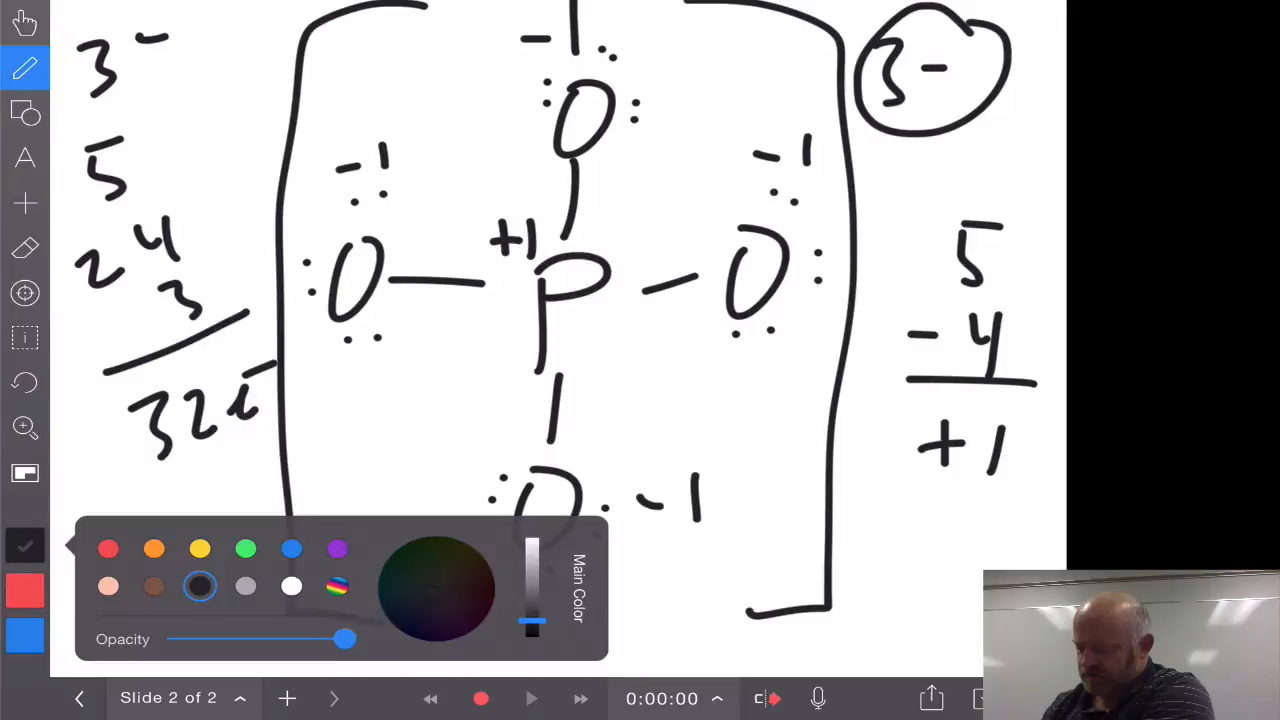 3 -
5
24
3
32 e-
- 1
O
- 1
O
+1
P
- 1
O
O
- 1
3 -
5
- 4
+ 1
A
i
Main Color
Opacity
Slide 2 of 2
0:00:00